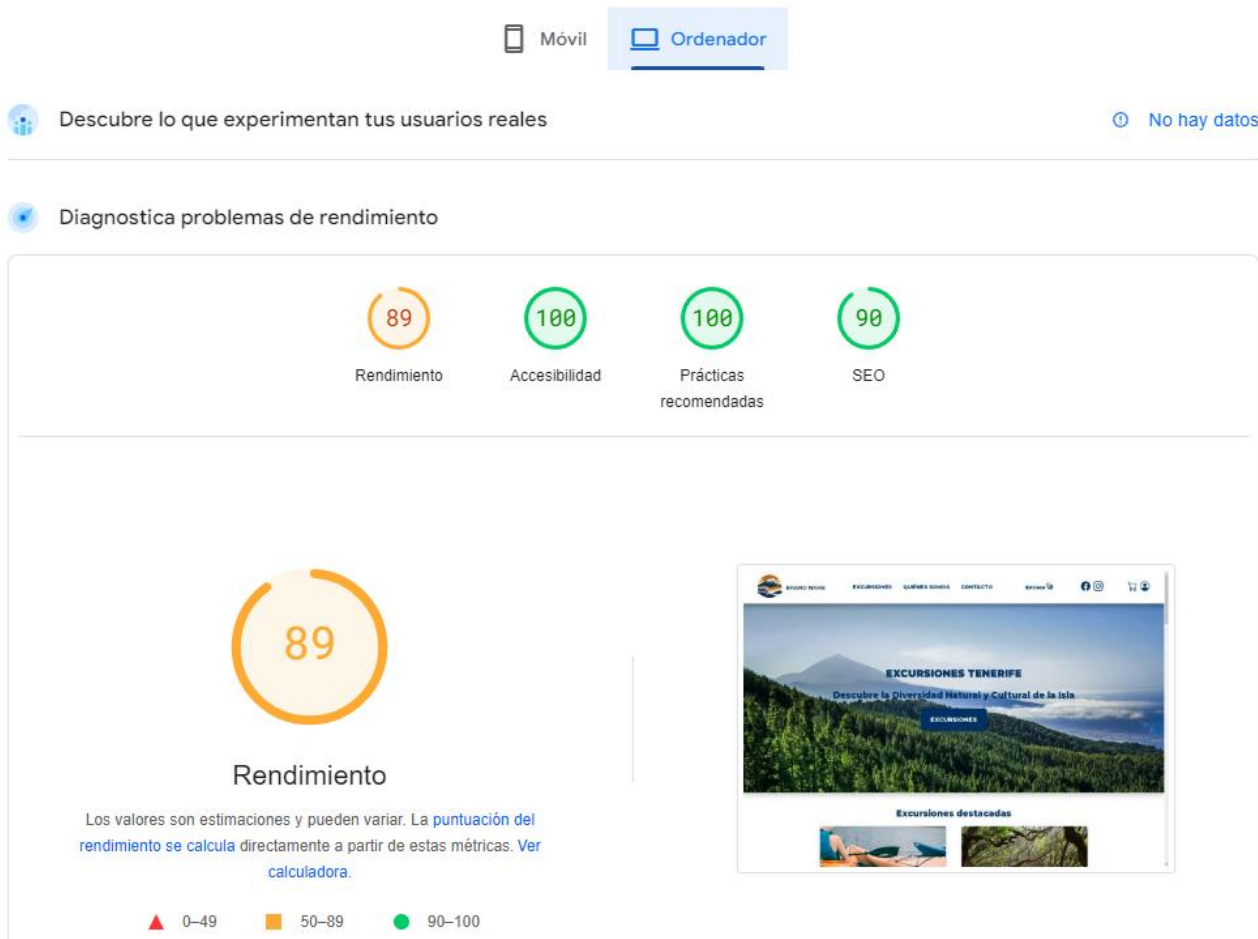 Móvil
Ordenador
Descubre lo que experimentan tus usuarios reales
No hay datos
Diagnostica problemas de rendimiento
89
100
100
90
Rendimiento
Accesibilidad
Prácticas
recomendadas
SEO
89
Rendimiento
Los valores son estimaciones y pueden variar. La puntuación del
rendimiento se calcula directamente a partir de estas métricas. Ver
calculadora.
0–49
50–89
90–100
BRAND NAME
EXCURSIONES
QUIÉNES SOMOS
CONTACTO
IDIOMA
EXCURSIONES TENERIFE
Descubre la Diversidad Natural y Cultural de la Isla
EXCURSIONES
Excursiones destacadas